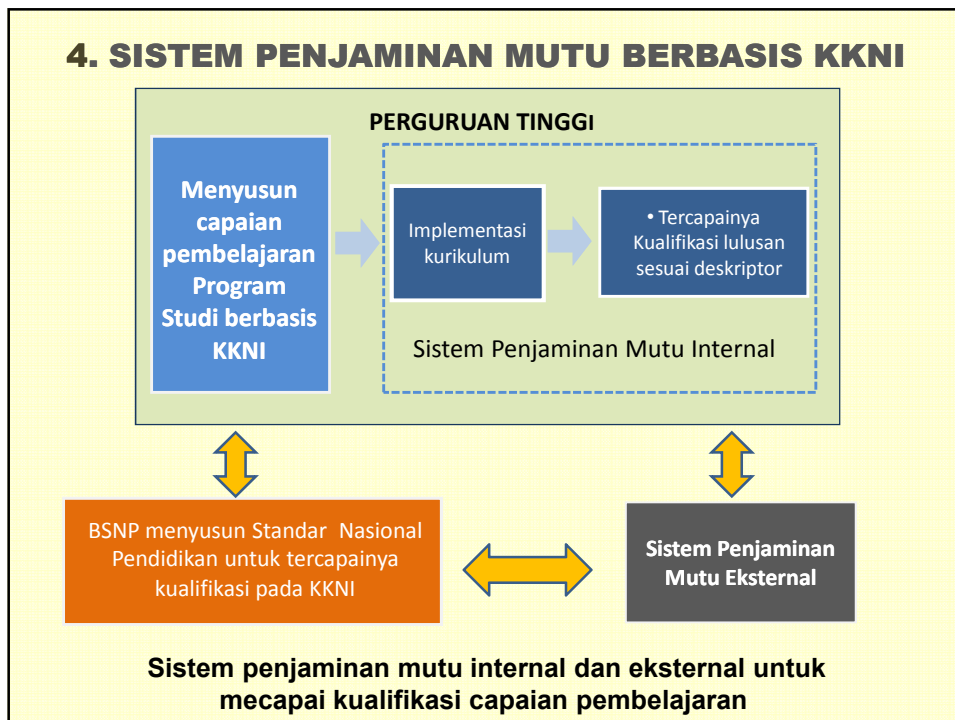 4. SISTEM PENJAMINAN MUTU BERBASIS KKNI
PERGURUAN TINGGI
Menyusun
capaian
pembelajaran
Program
Studi berbasis
KKNI
Implementasi
kurikulum
• Tercapainya
Kualifikasi lulusan
sesuai deskriptor
Sistem Penjaminan Mutu Internal
BSNP menyusun Standar Nasional
Pendidikan untuk tercapainya
kualifikasi pada KKNI
Sistem Penjaminan
Mutu Eksternal
Sistem penjaminan mutu internal dan eksternal untuk
mecapai kualifikasi capaian pembelajaran